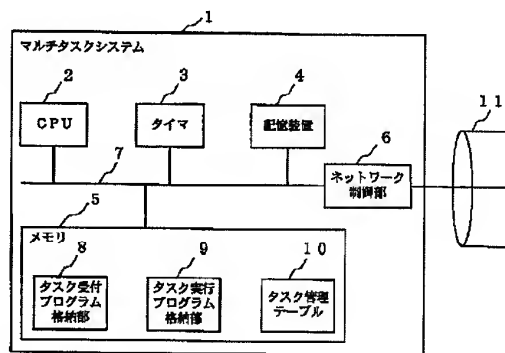 1
マルチタスクシステム
2
3
4
CPU
タイマ
記憶装置
11
6
7
ネットワーク
制御部
5
メモリ
8
9
10
タスク受付
プログラム
格納部
タスク実行
プログラム
格納部
タスク管理
テーブル